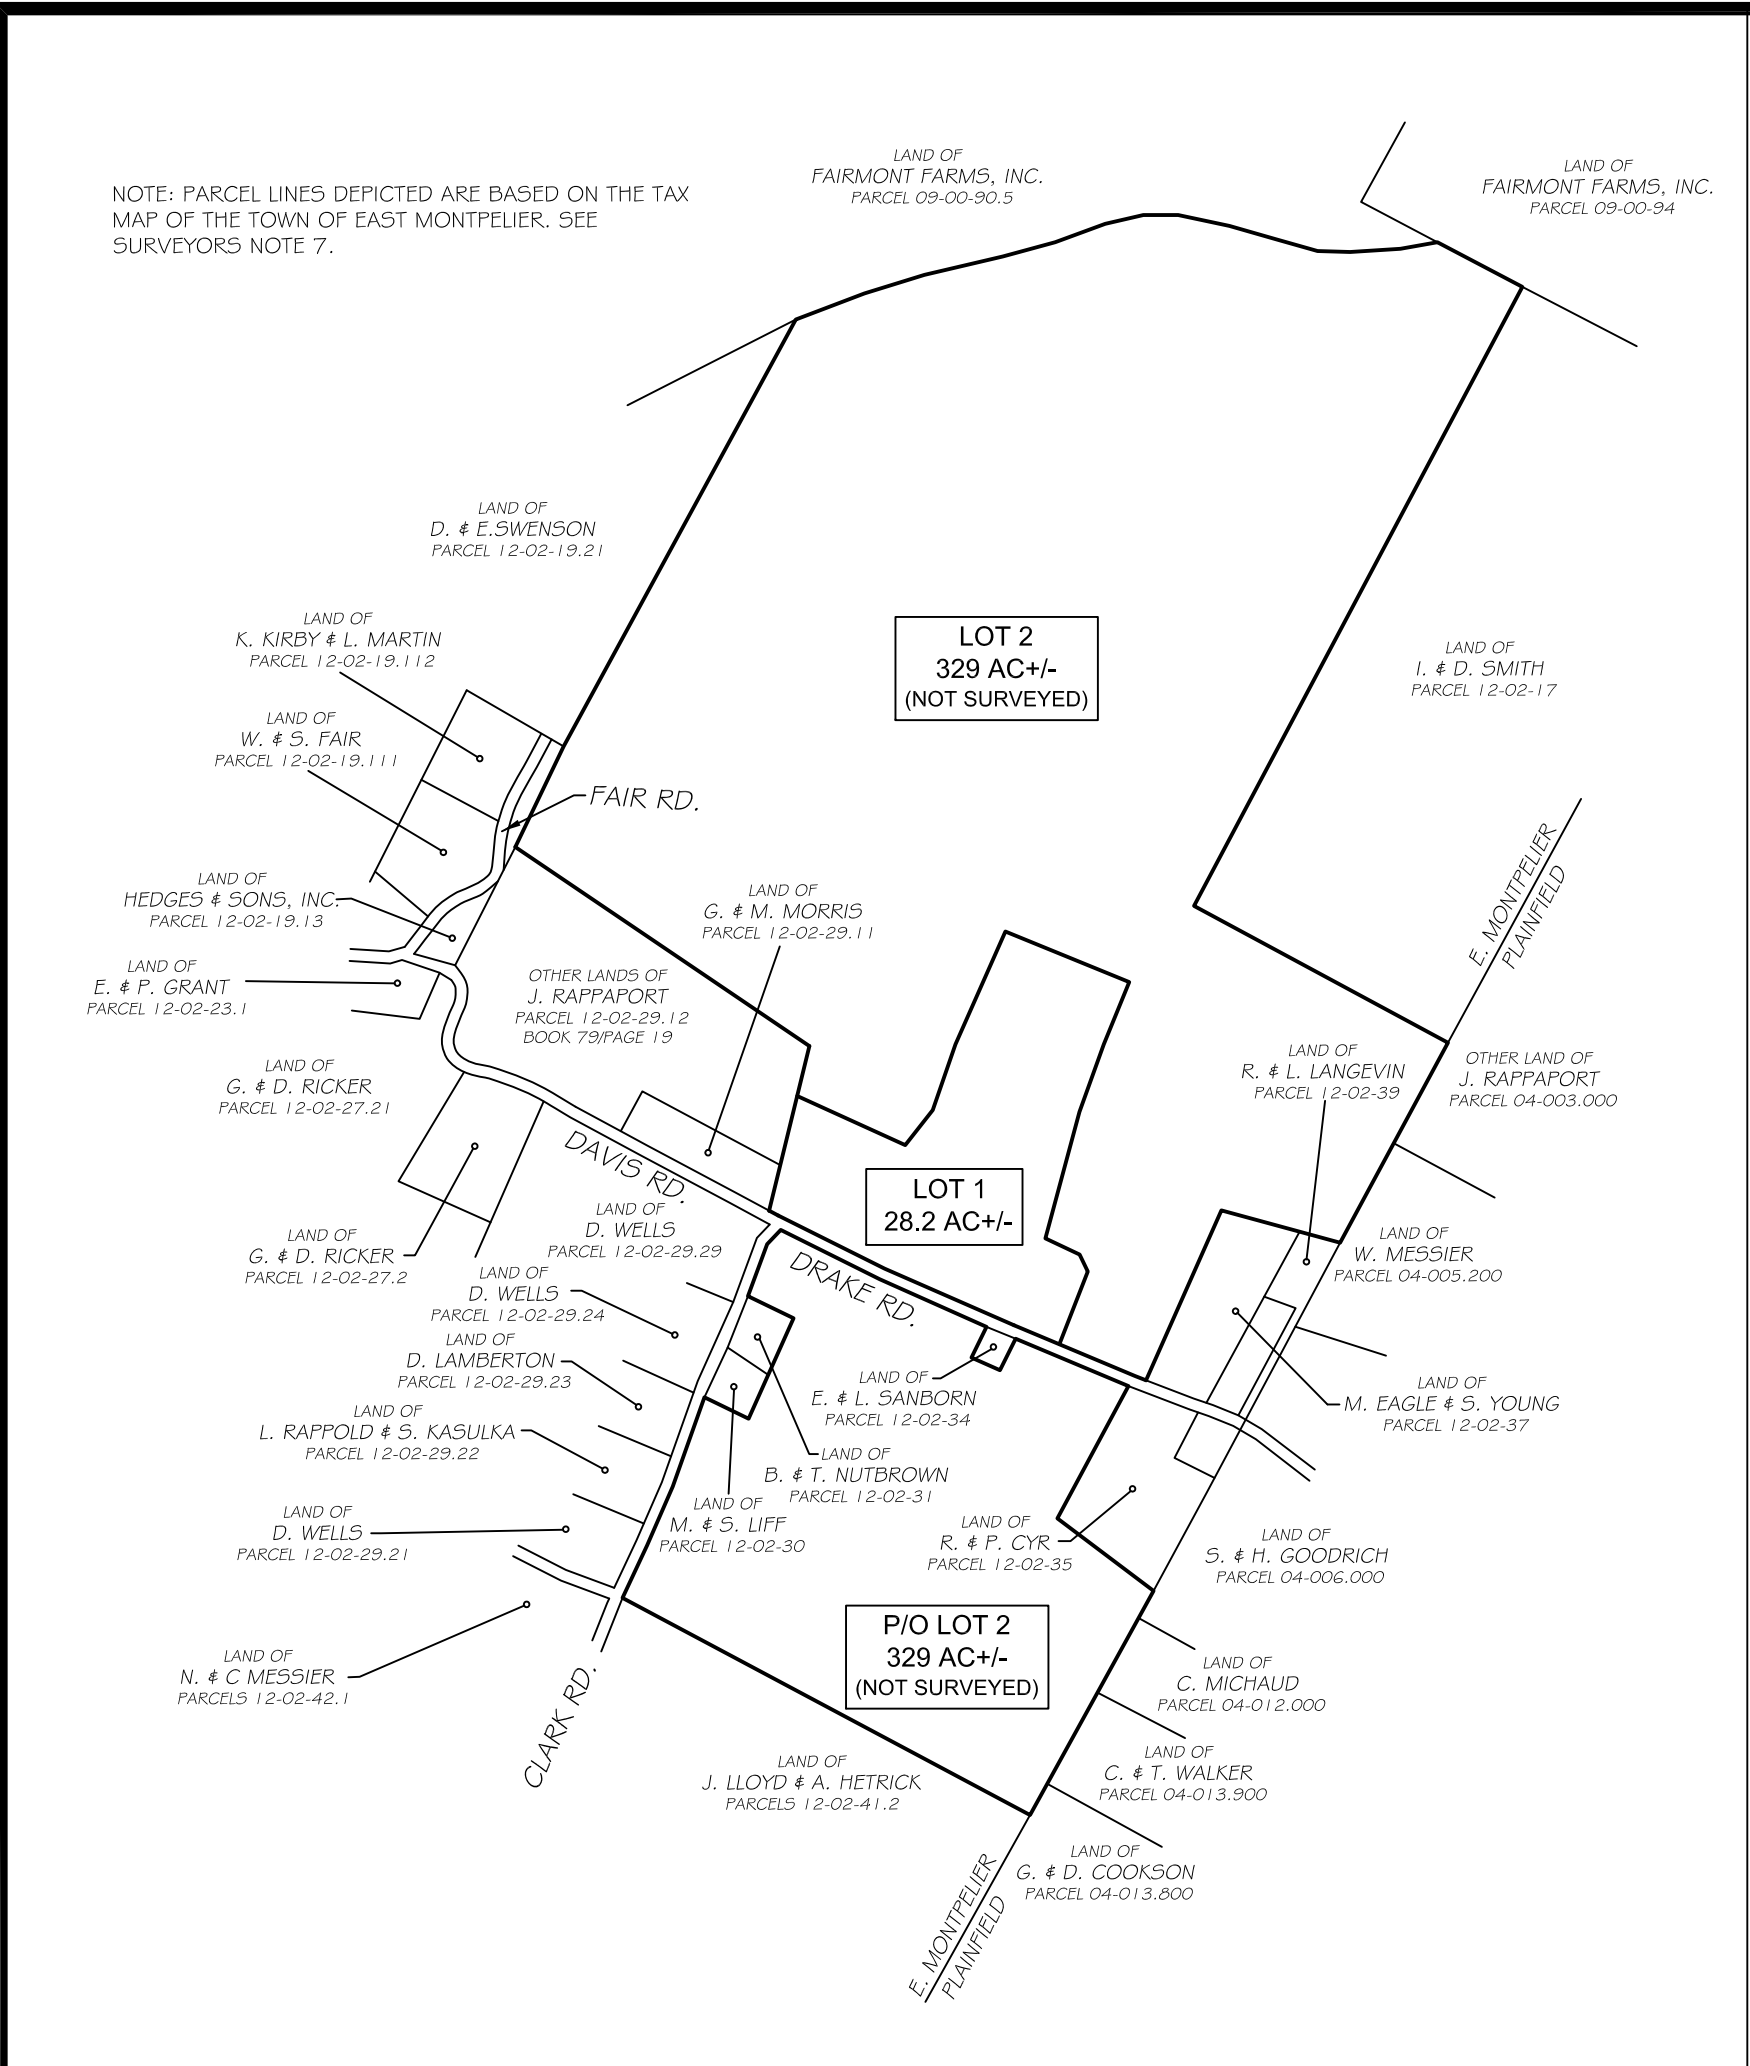 NOTE: PARCEL LINES DEPICTED ARE BASED ON THE TAX
MAP OF THE TOWN OF EAST MONTPELIER. SEE
SURVEYORS NOTE 7.
LAND OF
FAIRMONT FARMS, INC.
PARCEL 09-00-90.5
LAND OF
FAIRMONT FARMS, INC.
PARCEL 09-00-94
LAND OF
D. & E.SWENSON
PARCEL 12-02-19.21
LAND OF
K. KIRBY & L. MARTIN
PARCEL 12-02-19.112
LOT 2
329 AC+/-
(NOT SURVEYED)
LAND OF
I. & D. SMITH
PARCEL 12-02-17
LAND OF
W. & S. FAIR
PARCEL 12-02-19.111
FAIR RD.
E. MONTPELIER
PLAINFIELD
LAND OF
HEDGES & SONS, INC.
PARCEL 12-02-19.13
LAND OF
G. & M. MORRIS
PARCEL 12-02-29.11
LAND OF
E. & P. GRANT
PARCEL 12-02-23.1
OTHER LANDS OF
J. RAPPAPORT
PARCEL 12-02-29.12
BOOK 79/PAGE 19
LAND OF
R. & L. LANGEVIN
PARCEL 12-02-39
OTHER LAND OF
J. RAPPAPORT
PARCEL 04-003.000
LAND OF
G. & D. RICKER
PARCEL 12-02-27.21
DAVIS RD.
LOT 1
28.2 AC+/-
LAND OF
D. WELLS
PARCEL 12-02-29.29
LAND OF
G. & D. RICKER
PARCEL 12-02-27.2
LAND OF
W. MESSIER
PARCEL 04-005.200
DRAKE RD.
LAND OF
D. WELLS
PARCEL 12-02-29.24
LAND OF
D. LAMBERTON
PARCEL 12-02-29.23
LAND OF
E. & L. SANBORN
PARCEL 12-02-34
LAND OF
M. EAGLE & S. YOUNG
PARCEL 12-02-37
LAND OF
L. RAPPOLD & S. KASULKA
PARCEL 12-02-29.22
LAND OF
B. & T. NUTBROWN
PARCEL 12-02-31
LAND OF
M. & S. LIFF
PARCEL 12-02-30
LAND OF
D. WELLS
PARCEL 12-02-29.21
LAND OF
R. & P. CYR
PARCEL 12-02-35
LAND OF
S. & H. GOODRICH
PARCEL 04-006.000
P/O LOT 2
329 AC+/-
(NOT SURVEYED)
LAND OF
N. & C MESSIER
PARCELS 12-02-42.1
CLARK RD.
LAND OF
C. MICHAUD
PARCEL 04-012.000
LAND OF
J. LLOYD & A. HETRICK
PARCELS 12-02-41.2
LAND OF
C. & T. WALKER
PARCEL 04-013.900
LAND OF
G. & D. COOKSON
PARCEL 04-013.800
E. MONTPELIER
PLAINFIELD